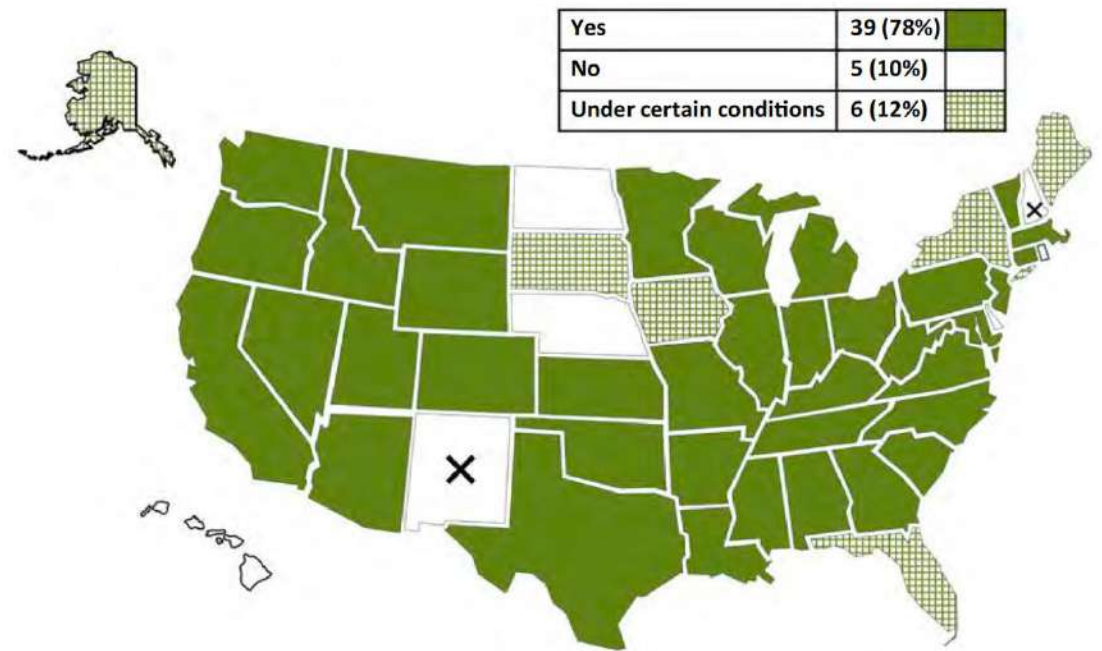 Yes 39 (78%)
No 5 (10%)
Under certain conditions 6 (12%)